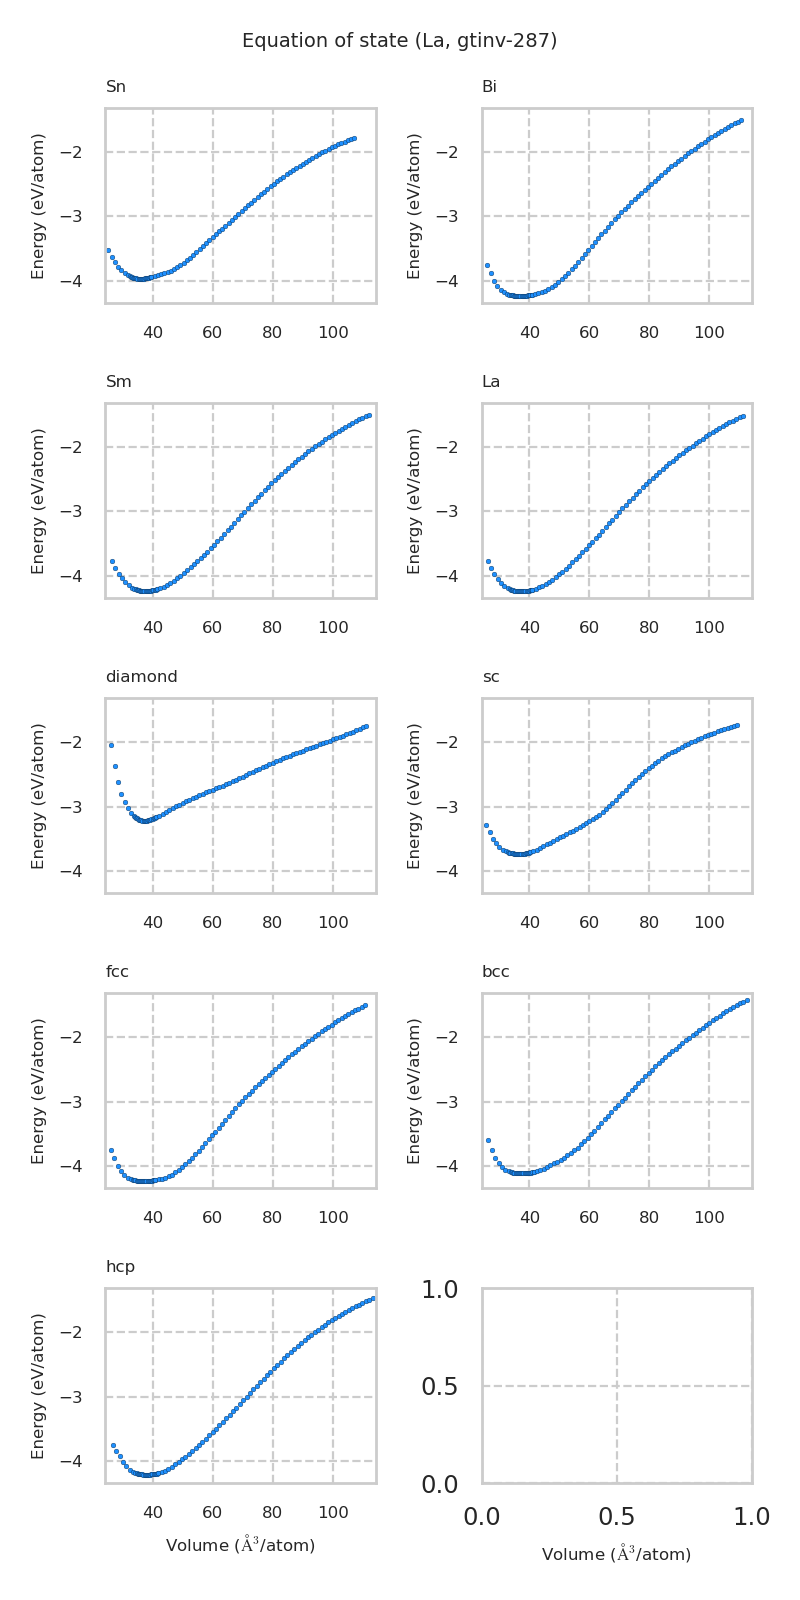 Equation of state (La, gtinv-287)
Sn
Energy (eV/atom)
−2
−3
−4
40 60 80 100
Bi
Energy (eV/atom)
−2
−3
−4
40 60 80 100
Sm
Energy (eV/atom)
−2
−3
−4
40 60 80 100
La
Energy (eV/atom)
−2
−3
−4
40 60 80 100
diamond
Energy (eV/atom)
−2
−3
−4
40 60 80 100
sc
Energy (eV/atom)
−2
−3
−4
40 60 80 100
fcc
Energy (eV/atom)
−2
−3
−4
40 60 80 100
bcc
Energy (eV/atom)
−2
−3
−4
40 60 80 100
hcp
Energy (eV/atom)
−2
−3
−4
40 60 80 100
Volume (Å³/atom)
1.0
0.5
0.0
0.0 0.5 1.0
Volume (Å³/atom)